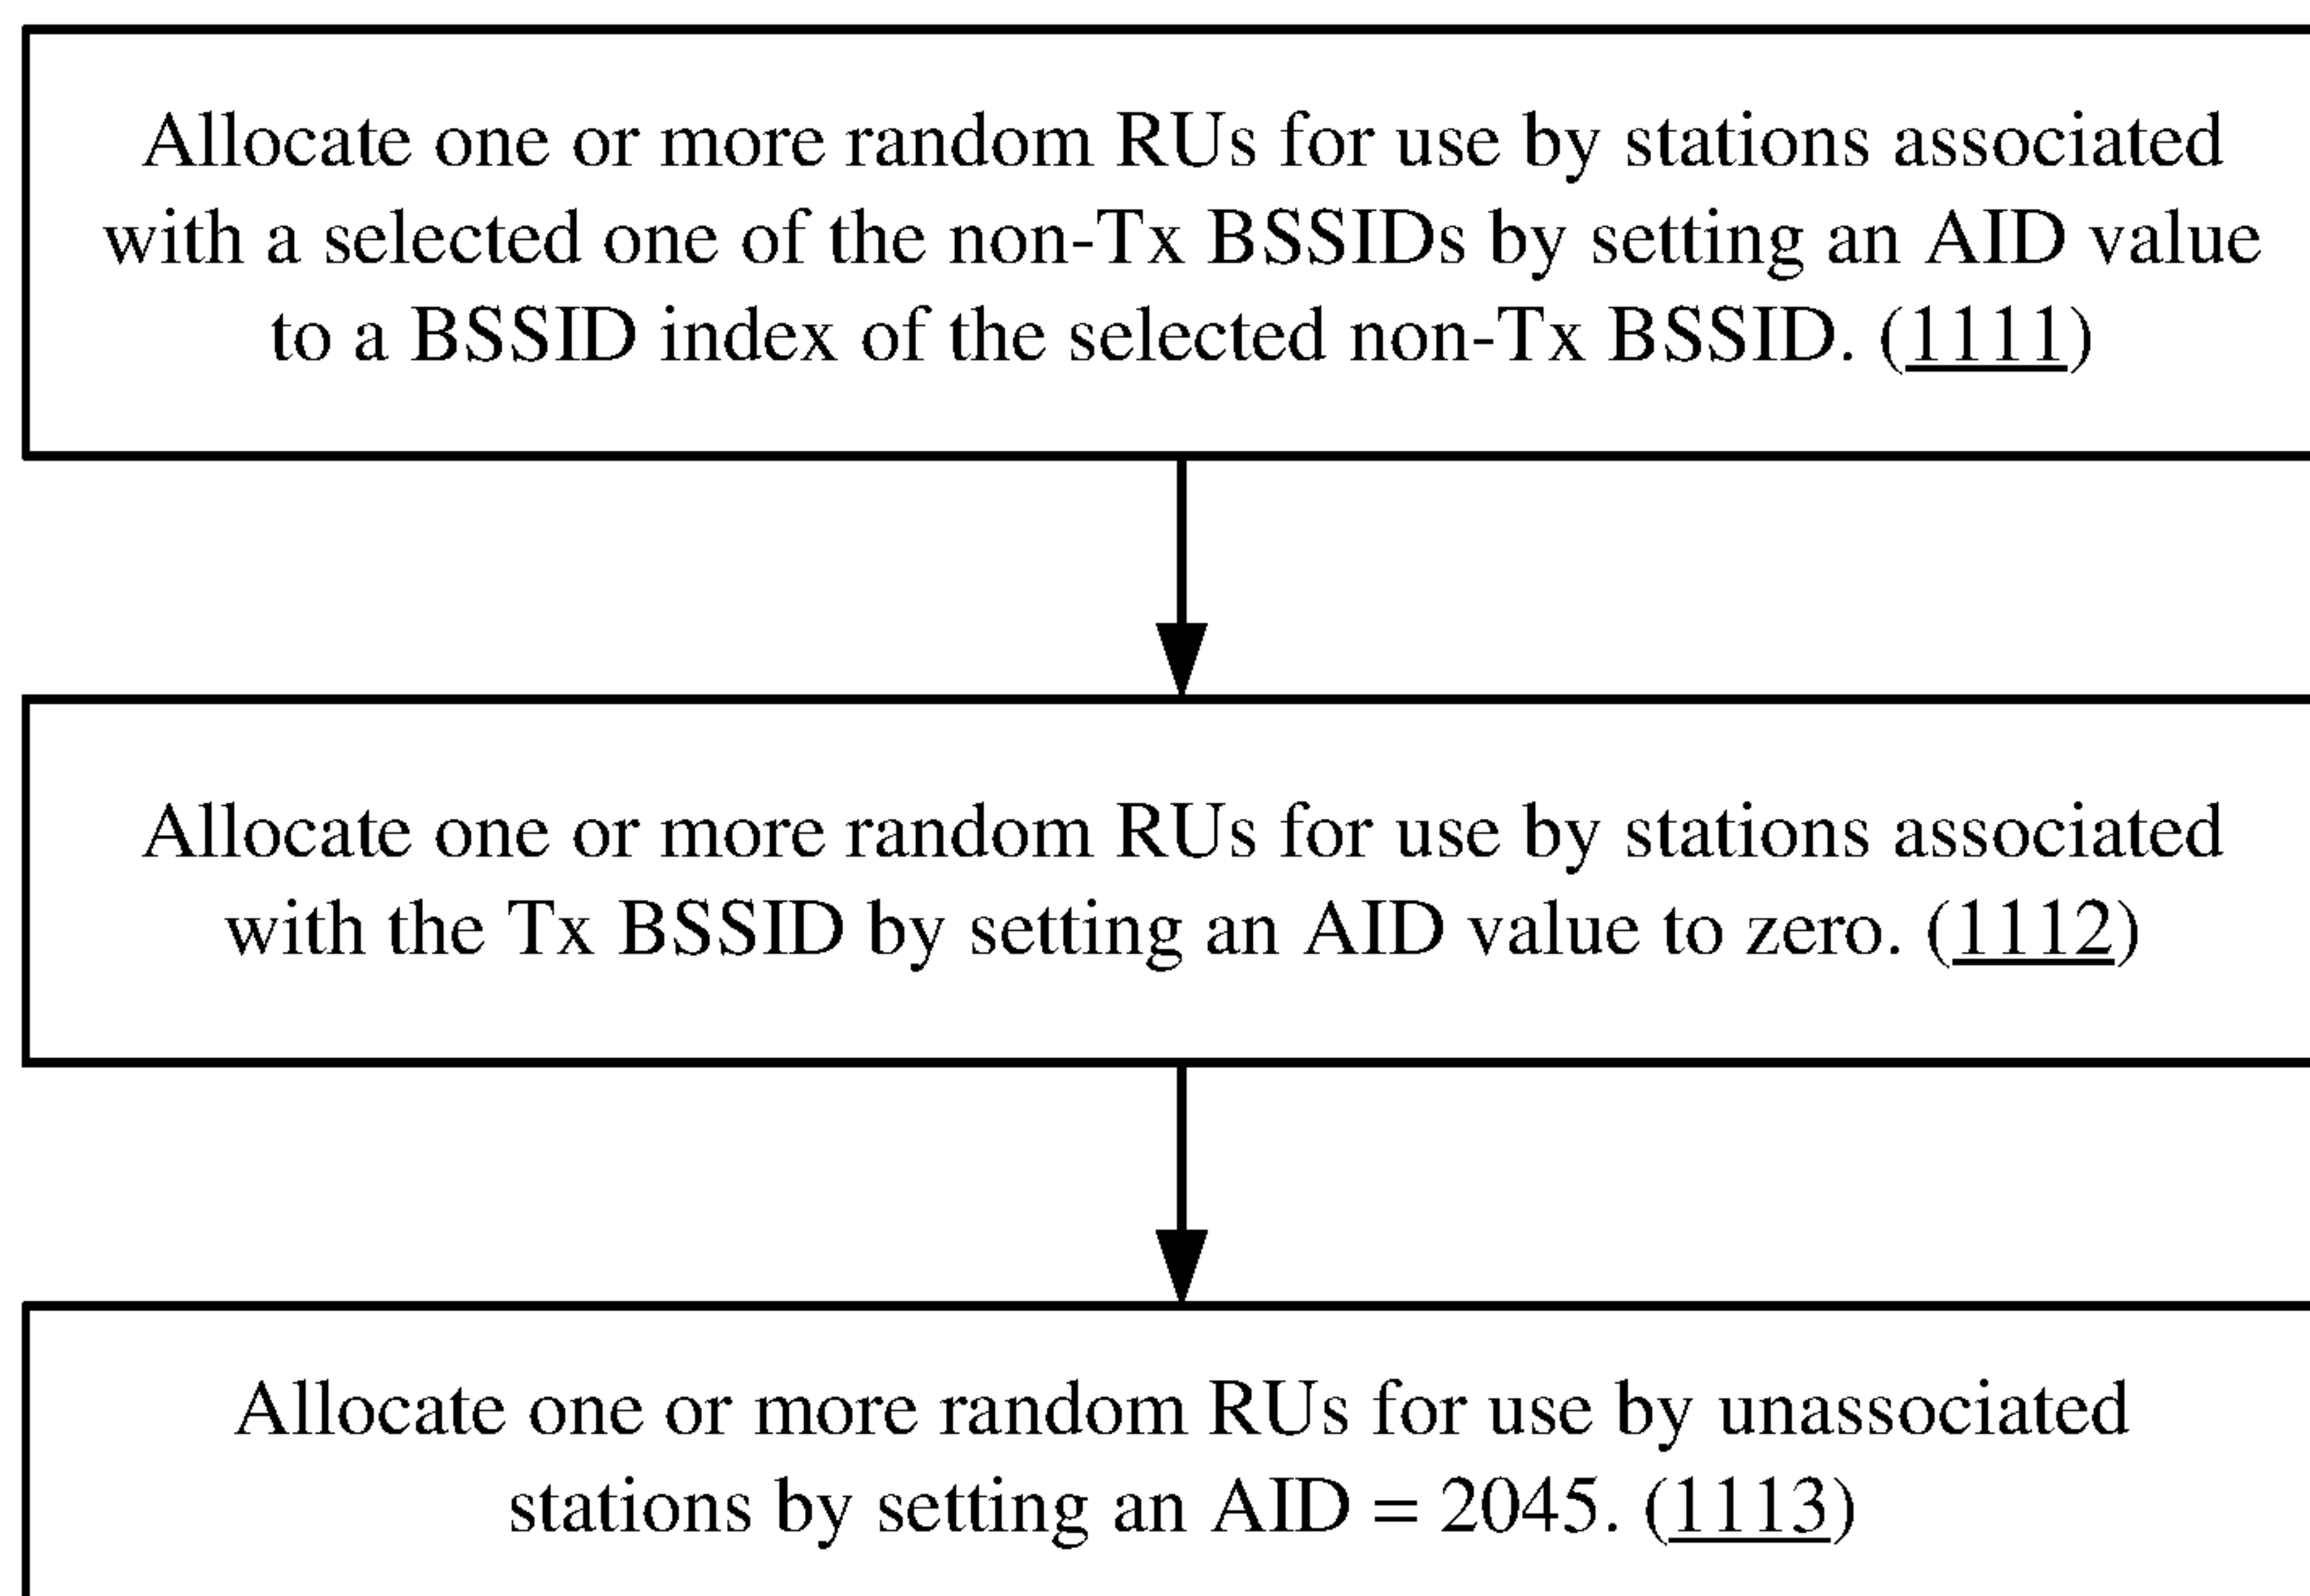 Allocate one or more random RUs for use by stations associated
with a selected one of the non-Tx BSSIDs by setting an AID value
to a BSSID index of the selected non-Tx BSSID. (1111)
Allocate one or more random RUs for use by stations associated
with the Tx BSSID by setting an AID value to zero. (1112)
Allocate one or more random RUs for use by unassociated
stations by setting an AID = 2045. (1113)